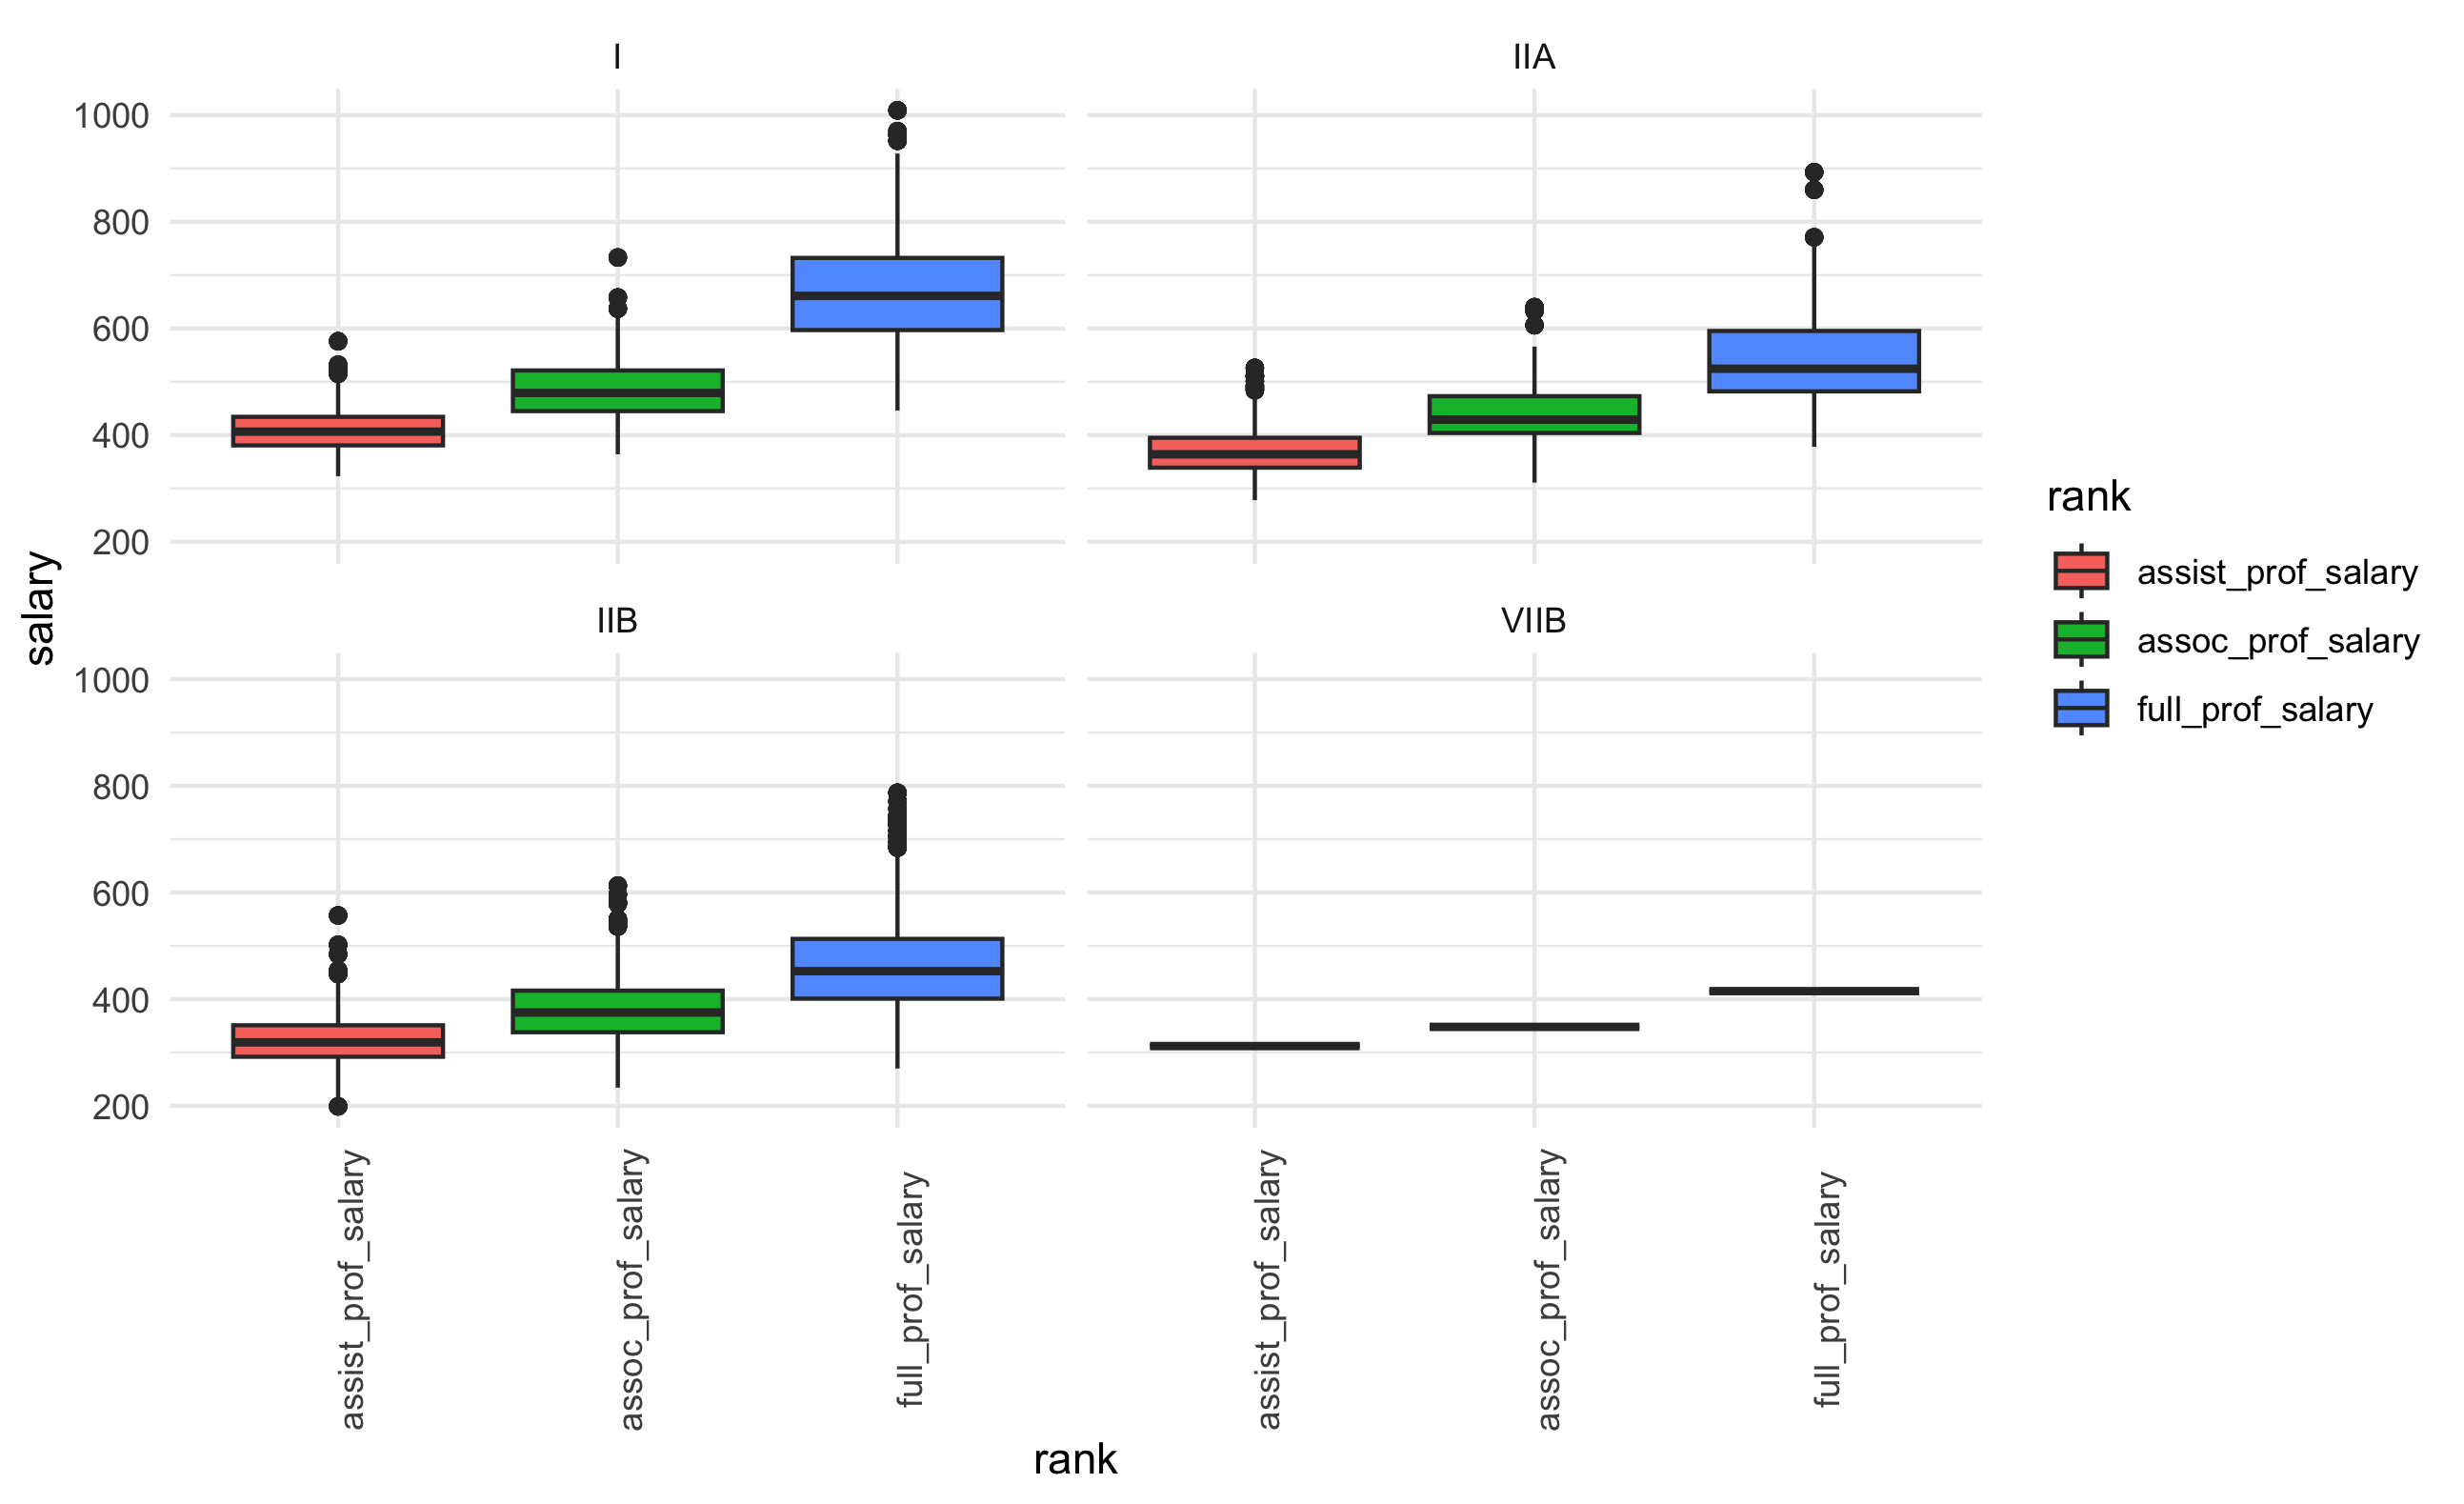 I
IIA
1000
800
600
400
200
salary
IIB
VIIB
1000
800
600
400
200
assist_prof_salary
assoc_prof_salary
full_prof_salary
assist_prof_salary
assoc_prof_salary
full_prof_salary
rank
rank
assist_prof_salary
assoc_prof_salary
full_prof_salary